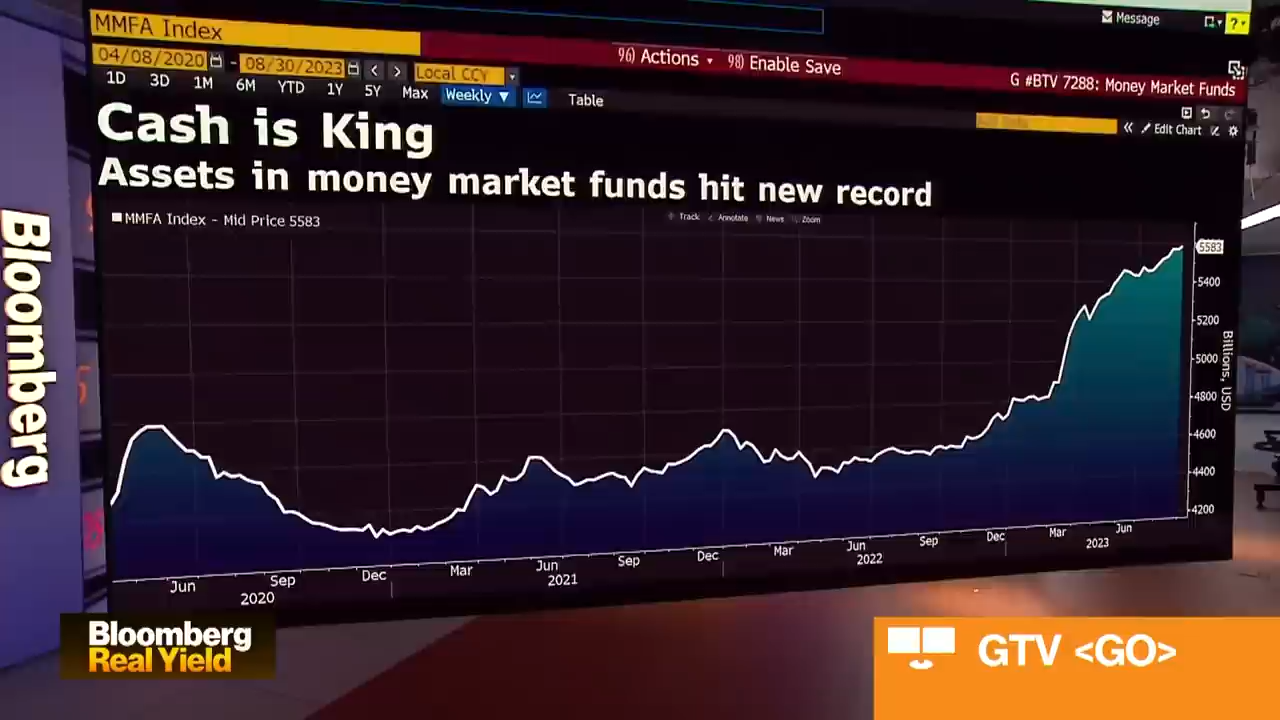 Message
?
MMFA Index
04/08/2020 - 08/30/2023 < > Local CCY
96) Actions 98) Enable Save
G #BTV 7288: Money Market Funds
1D 3D 1M 6M YTD 1Y 5Y Max Weekly ▼ Table
« Edit Chart
Cash is King
Assets in money market funds hit new record
MMFA Index - Mid Price 5583
Track Annotate News Zoom
5583
5400
5200
5000
4800
4600
4400
4200
Billions, USD
Jun Sep Dec Mar Jun Sep Dec Mar Jun Sep Dec Mar Jun
2020 2021 2022 2023
Bloomberg
Bloomberg
Real Yield
GTV <GO>